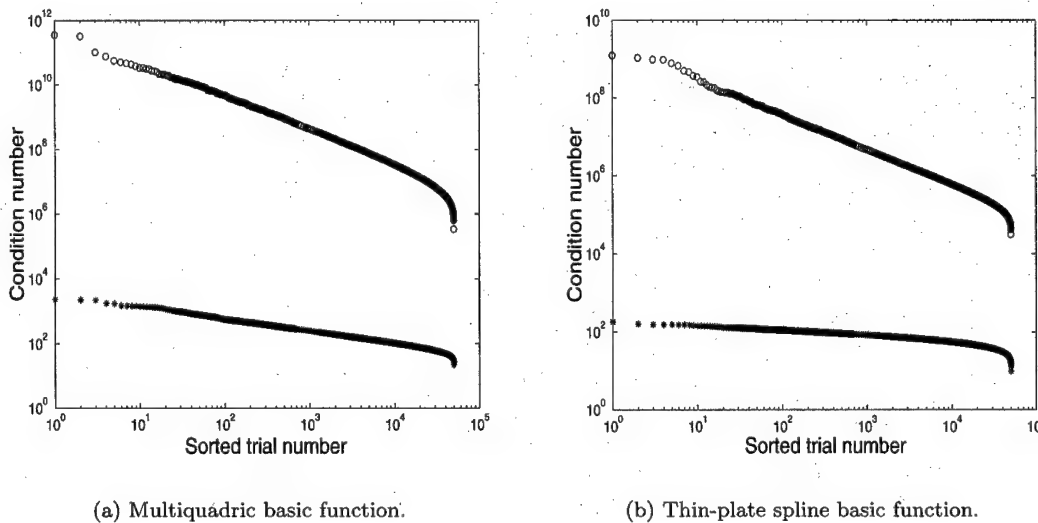 10^12
10^10
10^8
10^6
10^4
10^2
10^0
Condition number
10^0 10^1 10^2 10^3 10^4 10^5
Sorted trial number
(a) Multiquadric basic function.
10^10
10^8
10^6
10^4
10^2
10^0
Condition number
10^0 10^1 10^2 10^3 10^4 10
Sorted trial number
(b) Thin-plate spline basic function.